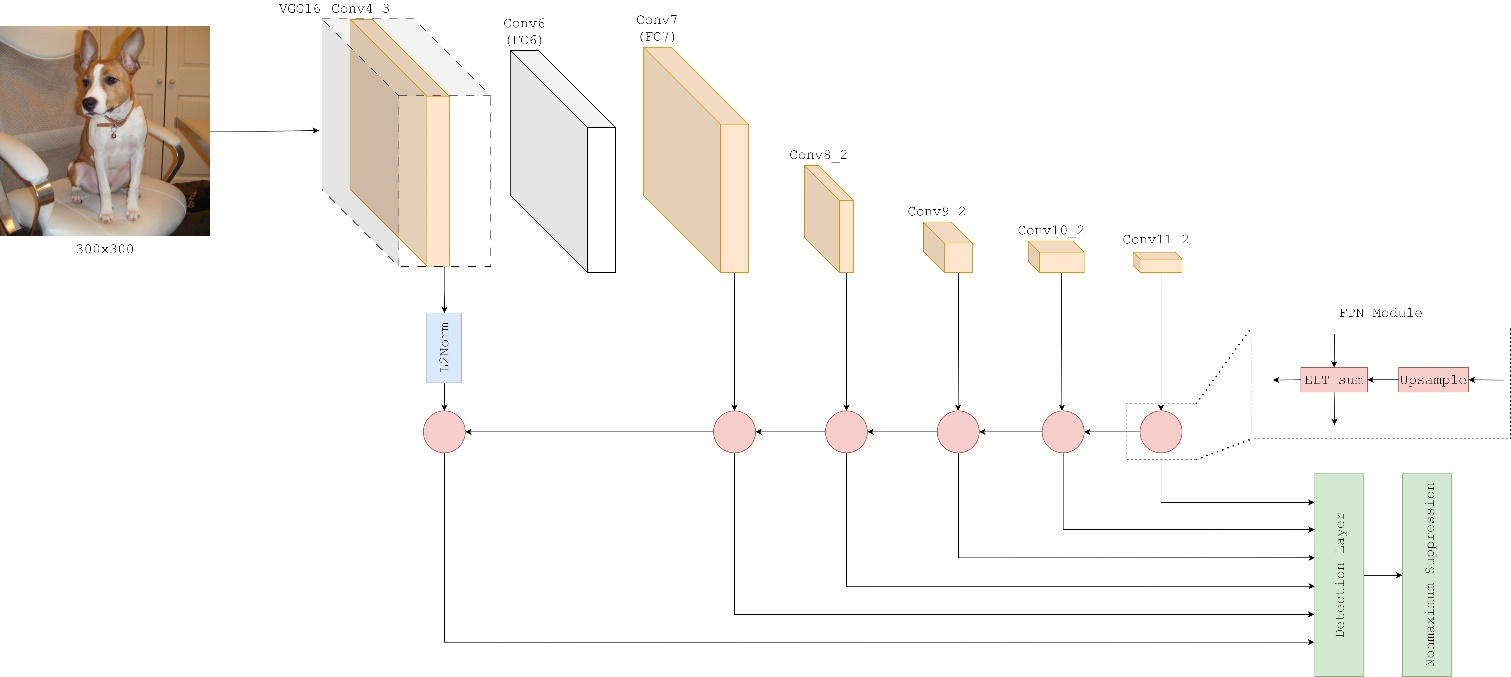 VGG16 Conv4_3
Conv6
(FC6)
Conv7
(FC7)
Conv8_2
Conv9_2
Conv10_2
Conv11_2
300x300
L2Norm
FPN Module
ELT sum
Upsample
Detection Layer
Nonmaximum Suppression